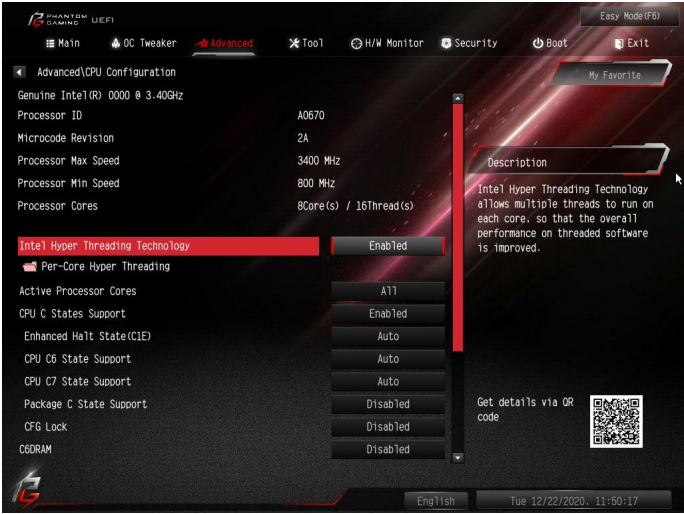 PHANTOM GAMING UEFI
Easy Mode(F6)
Main OC Tweaker Advanced Tool H/W Monitor Security Boot Exit
Advanced\CPU Configuration
My Favorite
Genuine Intel(R) 0000 @ 3.40GHz
Processor ID A0670
Microcode Revision 2A
Processor Max Speed 3400 MHz
Processor Min Speed 800 MHz
Processor Cores 8Core(s) / 16Thread(s)
Intel Hyper Threading Technology Enabled
Per-Core Hyper Threading
Active Processor Cores All
CPU C States Support Enabled
Enhanced Halt State(C1E) Auto
CPU C6 State Support Auto
CPU C7 State Support Auto
Package C State Support Disabled
CFG Lock Disabled
C6DRAM Disabled
Description
Intel Hyper Threading Technology
allows multiple threads to run on
each core, so that the overall
performance on threaded software
is improved.
Get details via QR
code
English
Tue 12/22/2020, 11:50:17